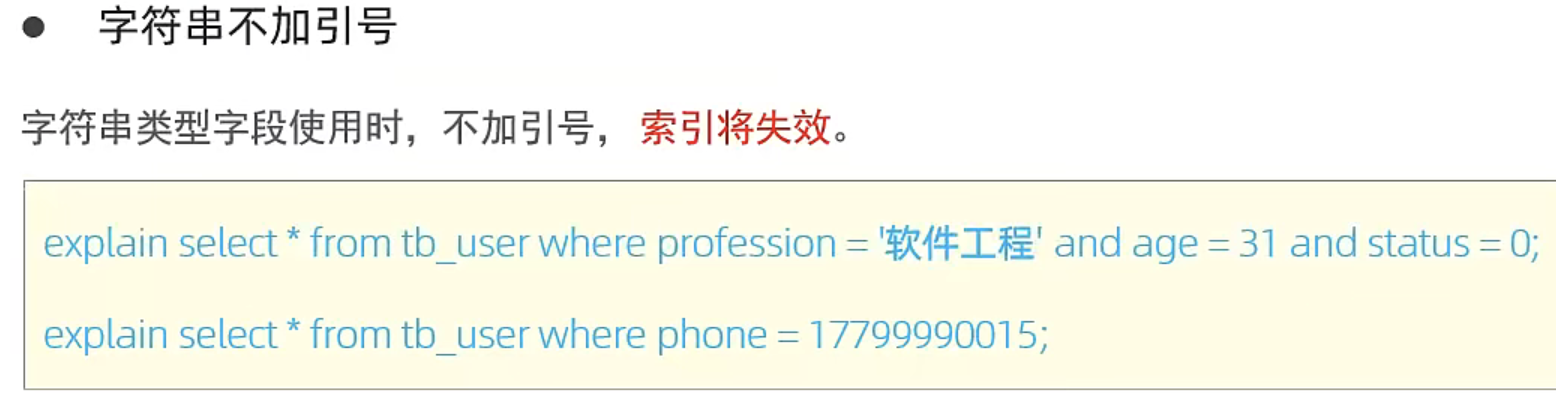 ● 字符串不加引号
字符串类型字段使用时，不加引号， 索引将失效。
explain select * from tb_user where profession = '软件工程' and age = 31 and status = 0;
explain select * from tb_user where phone = 17799990015;